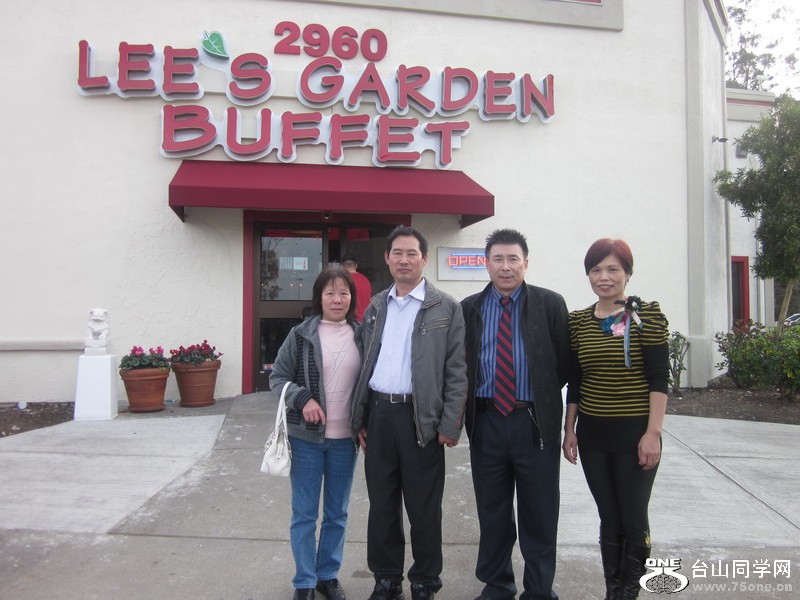 2960
LEE'S GARDEN
BUFFET
OPEN
ONE 台山同学网
www.75one.cn